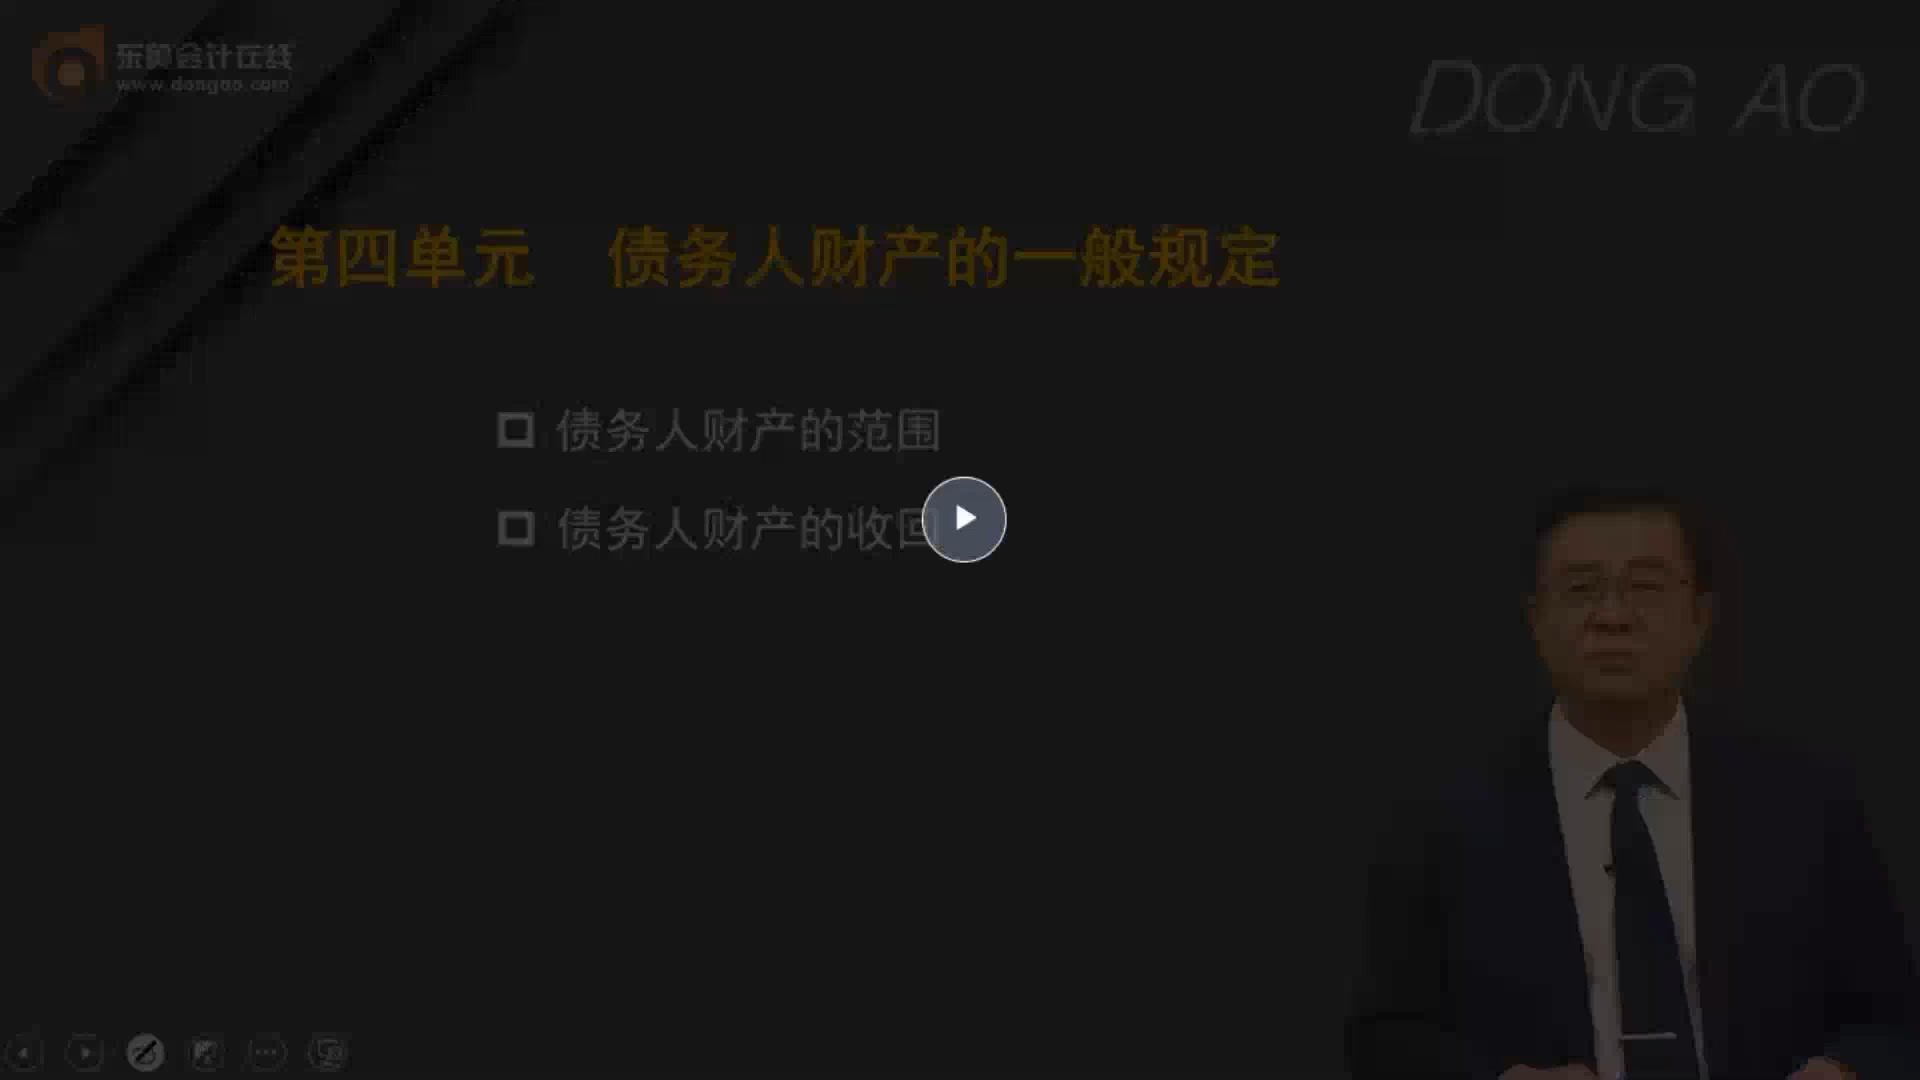 东奥会计在线
www.dongao.com
DONG AO
第四单元 债务人财产的一般规定
债务人财产的范围
债务人财产的收回